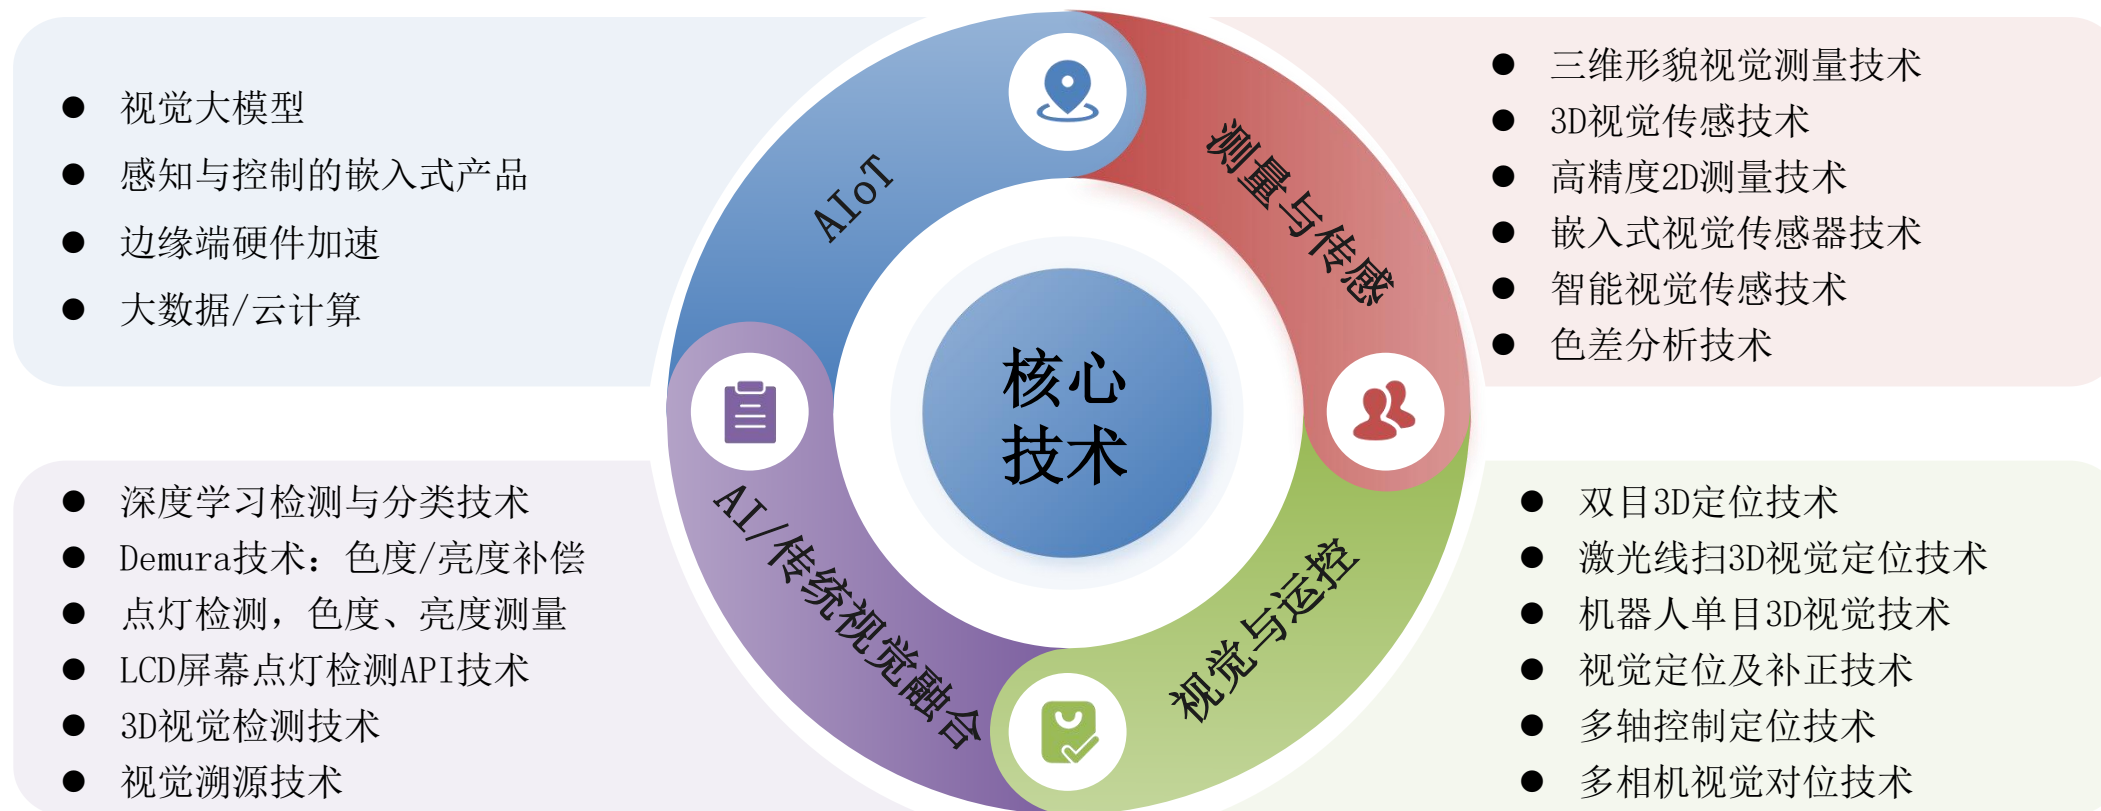 视觉大模型
感知与控制的嵌入式产品
边缘端硬件加速
大数据/云计算
AIoT
测量与传感
三维形貌视觉测量技术
3D视觉传感技术
高精度2D测量技术
嵌入式视觉传感器技术
智能视觉传感技术
色差分析技术
核心
技术
深度学习检测与分类技术
Demura技术：色度/亮度补偿
点灯检测，色度、亮度测量
LCD屏幕点灯检测API技术
3D视觉检测技术
视觉溯源技术
AI/传统视觉融合
视觉与运控
双目3D定位技术
激光线扫3D视觉定位技术
机器人单目3D视觉技术
视觉定位及补正技术
多轴控制定位技术
多相机视觉对位技术